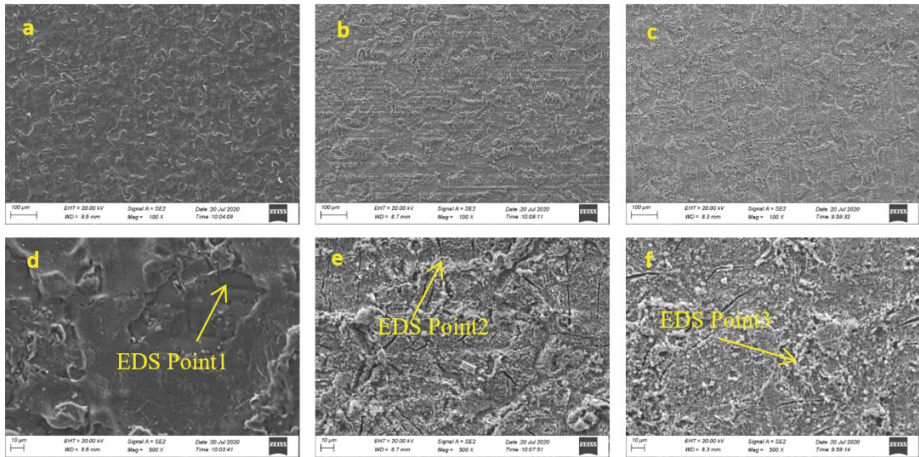 a
b
c
100 µm
EHT = 20.00 kV
Signal A = SE2
Date :20 Jul 2020
ZEISS
WD = 8.6 mm
Mag = 100 X
Time :10:04:09
100 µm
EHT = 20.00 kV
Signal A = SE2
Date :20 Jul 2020
ZEISS
WD = 8.7 mm
Mag = 100 X
Time :10:08:11
100 µm
EHT = 20.00 kV
Signal A = SE2
Date :20 Jul 2020
ZEISS
WD = 8.3 mm
Mag = 100 X
Time :9:59:32
d
e
f
EDS Point1
EDS Point2
EDS Point3
10 µm
EHT = 20.00 kV
Signal A = SE2
Date :20 Jul 2020
ZEISS
WD = 8.6 mm
Mag = 500 X
Time :10:03:41
10 µm
EHT = 20.00 kV
Signal A = SE2
Date :20 Jul 2020
ZEISS
WD = 8.7 mm
Mag = 500 X
Time :10:07:51
10 µm
EHT = 20.00 kV
Signal A = SE2
Date :20 Jul 2020
ZEISS
WD = 8.3 mm
Mag = 500 X
Time :9:59:14